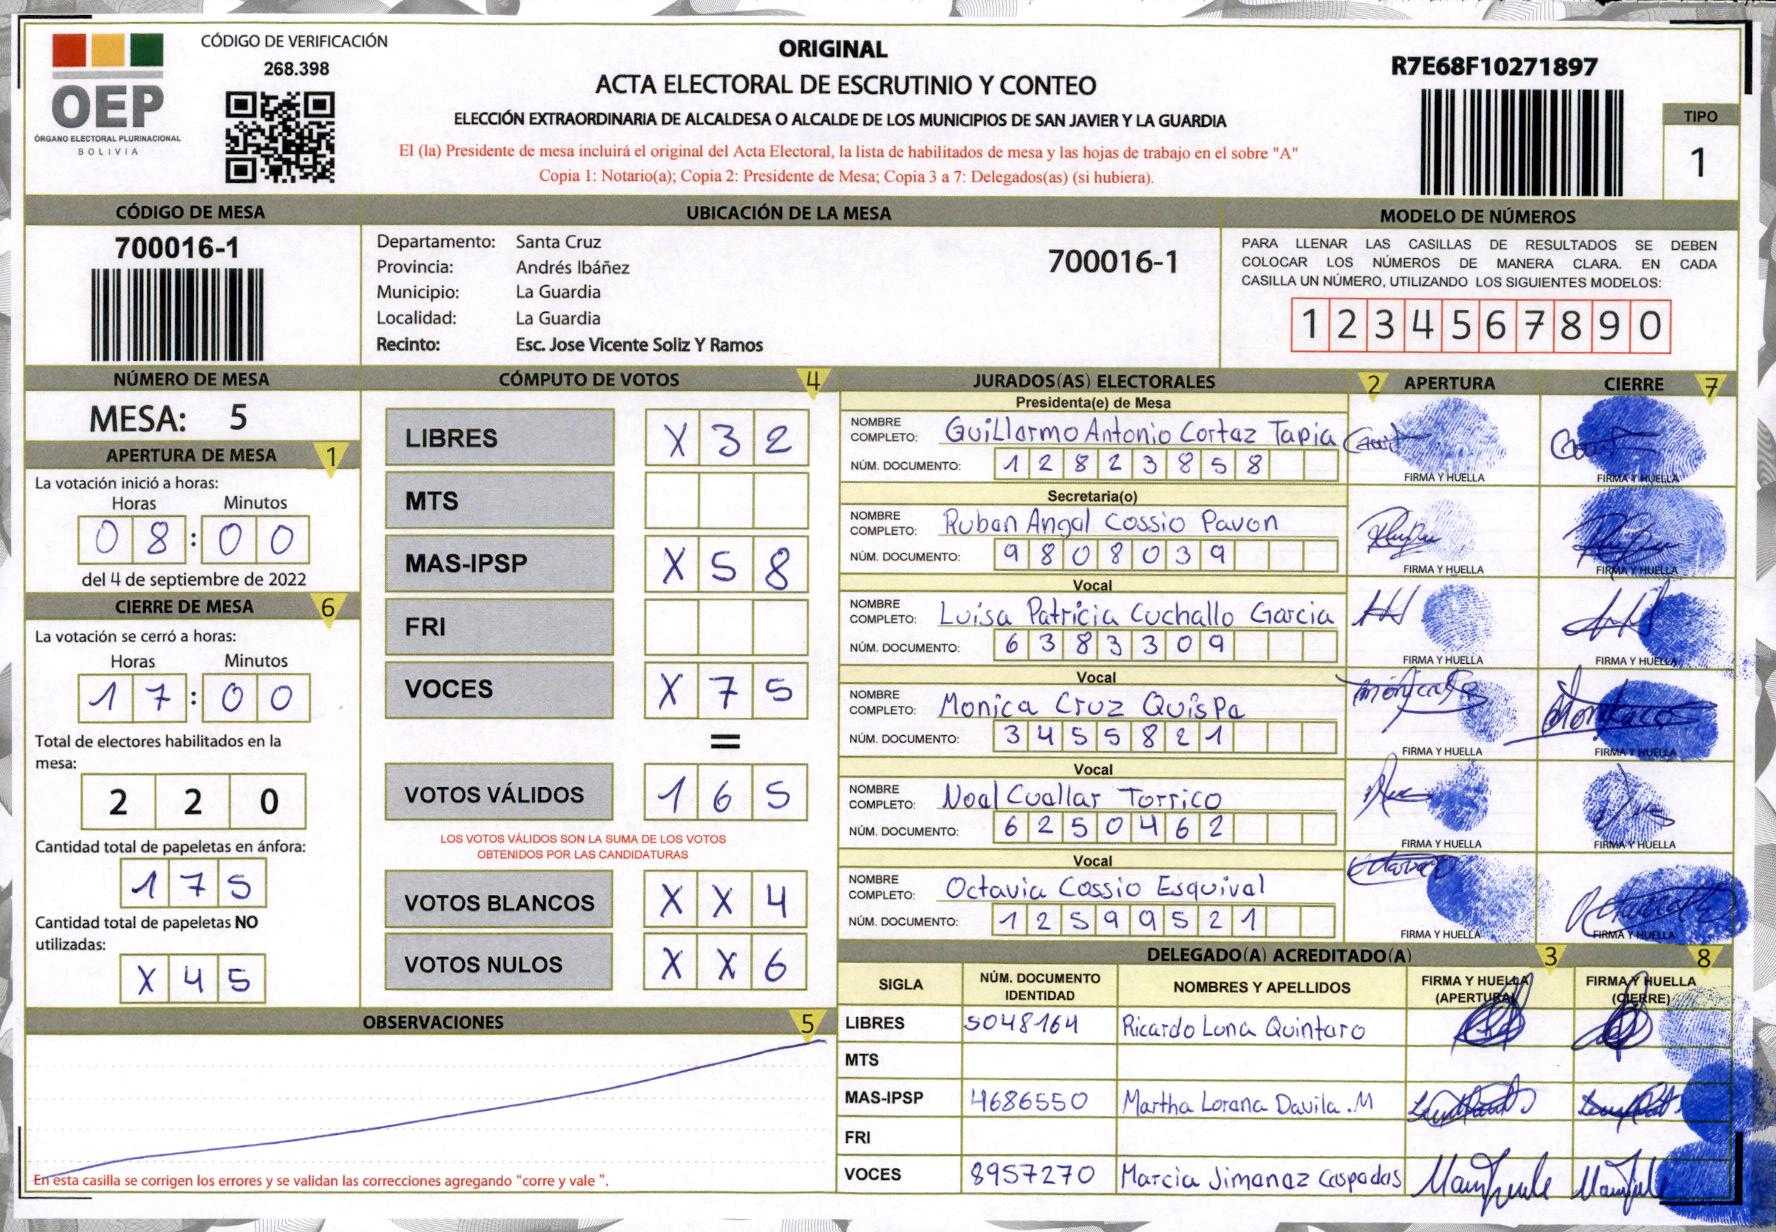 CÓDIGO DE VERIFICACIÓN
268.398
OEP
ÓRGANO ELECTORAL PLURINACIONAL
BOLIVIA
ORIGINAL
ACTA ELECTORAL DE ESCRUTINIO Y CONTEO
ELECCIÓN EXTRAORDINARIA DE ALCALDESA O ALCALDE DE LOS MUNICIPIOS DE SAN JAVIER Y LA GUARDIA
El (la) Presidente de mesa incluirá el original del Acta Electoral, la lista de habilitados de mesa y las hojas de trabajo en el sobre "A"
Copia 1: Notario(a); Copia 2: Presidente de Mesa; Copia 3 a 7: Delegados(as) (si hubiera).
R7E68F10271897
TIPO
1
CÓDIGO DE MESA
700016-1
UBICACIÓN DE LA MESA
Departamento: Santa Cruz
Provincia: Andrés Ibáñez
Municipio: La Guardia
Localidad: La Guardia
Recinto: Esc. Jose Vicente Soliz Y Ramos
700016-1
MODELO DE NÚMEROS
PARA LLENAR LAS CASILLAS DE RESULTADOS SE DEBEN
COLOCAR LOS NÚMEROS DE MANERA CLARA. EN CADA
CASILLA UN NÚMERO, UTILIZANDO LOS SIGUIENTES MODELOS:
1 2 3 4 5 6 7 8 9 0
NÚMERO DE MESA
MESA: 5
APERTURA DE MESA 1
La votación inició a horas:
Horas Minutos
0 8 : 0 0
del 4 de septiembre de 2022
CIERRE DE MESA 6
La votación se cerró a horas:
Horas Minutos
1 7 : 0 0
Total de electores habilitados en la
mesa:
2 2 0
Cantidad total de papeletas en ánfora:
1 7 5
Cantidad total de papeletas NO
utilizadas:
X 4 5
CÓMPUTO DE VOTOS 4
LIBRES X 3 2
MTS
MAS-IPSP X 5 8
FRI
VOCES X 7 5
=
VOTOS VÁLIDOS 1 6 5
LOS VOTOS VÁLIDOS SON LA SUMA DE LOS VOTOS
OBTENIDOS POR LAS CANDIDATURAS
VOTOS BLANCOS X X 4
VOTOS NULOS X X 6
OBSERVACIONES 5
En esta casilla se corrigen los errores y se validan las correcciones agregando "corre y vale ".
JURADOS(AS) ELECTORALES 2 APERTURA CIERRE 7
Presidenta(e) de Mesa
NOMBRE
COMPLETO: Guillermo Antonio Cortez Tapia
NÚM. DOCUMENTO: 1 2 8 2 3 8 5 8
FIRMA Y HUELLA FIRMA Y HUELLA
Secretaria(o)
NOMBRE
COMPLETO: Ruben Angel Cossio Pavon
NÚM. DOCUMENTO: 9 8 0 8 0 3 9
FIRMA Y HUELLA FIRMA Y HUELLA
Vocal
NOMBRE
COMPLETO: Luisa Patricia Cuchallo Garcia
NÚM. DOCUMENTO: 6 3 8 3 3 0 9
FIRMA Y HUELLA FIRMA Y HUELLA
Vocal
NOMBRE
COMPLETO: Monica Cruz Quispe
NÚM. DOCUMENTO: 3 4 5 5 8 2 1
FIRMA Y HUELLA FIRMA Y HUELLA
Vocal
NOMBRE
COMPLETO: Noel Cuellar Torrico
NÚM. DOCUMENTO: 6 2 5 0 4 6 2
FIRMA Y HUELLA FIRMA Y HUELLA
Vocal
NOMBRE
COMPLETO: Octavia Cossio Esquivel
NÚM. DOCUMENTO: 1 2 5 9 9 5 2 1
FIRMA Y HUELLA FIRMA Y HUELLA
DELEGADO(A) ACREDITADO(A) 3 8
SIGLA NÚM. DOCUMENTO IDENTIDAD NOMBRES Y APELLIDOS FIRMA Y HUELLA (APERTURA) FIRMA Y HUELLA (CIERRE)
LIBRES 5048164 Ricardo Luna Quintero
MTS
MAS-IPSP 4686550 Martha Lorena Davila .M
FRI
VOCES 8957270 Marcia Jimenez Cespedes